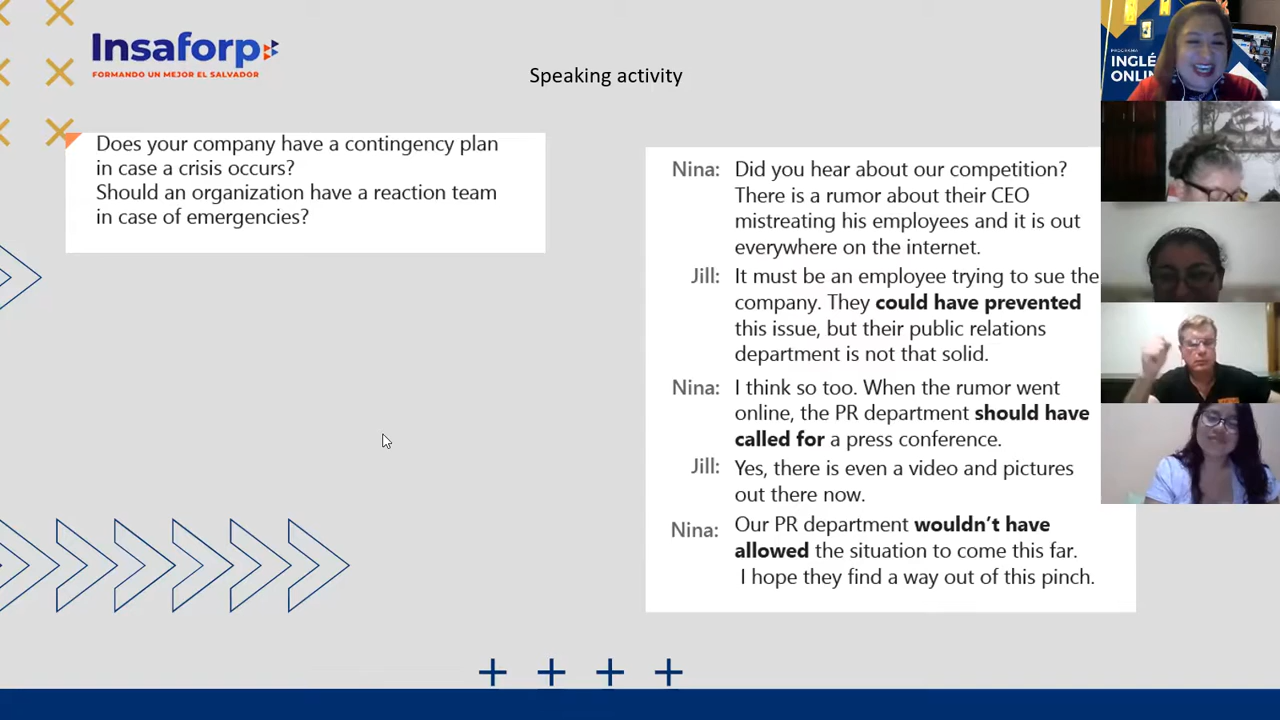 Insaforp
FORMANDO UN MEJOR EL SALVADOR
Speaking activity
Does your company have a contingency plan
in case a crisis occurs?
Should an organization have a reaction team
in case of emergencies?
Nina: Did you hear about our competition?
There is a rumor about their CEO
mistreating his employees and it is out
everywhere on the internet.
Jill: It must be an employee trying to sue the
company. They could have prevented
this issue, but their public relations
department is not that solid.
Nina: I think so too. When the rumor went
online, the PR department should have
called for a press conference.
Jill: Yes, there is even a video and pictures
out there now.
Nina: Our PR department wouldn't have
allowed the situation to come this far.
I hope they find a way out of this pinch.
PROGRAMA
INGLÉ
ONLIN